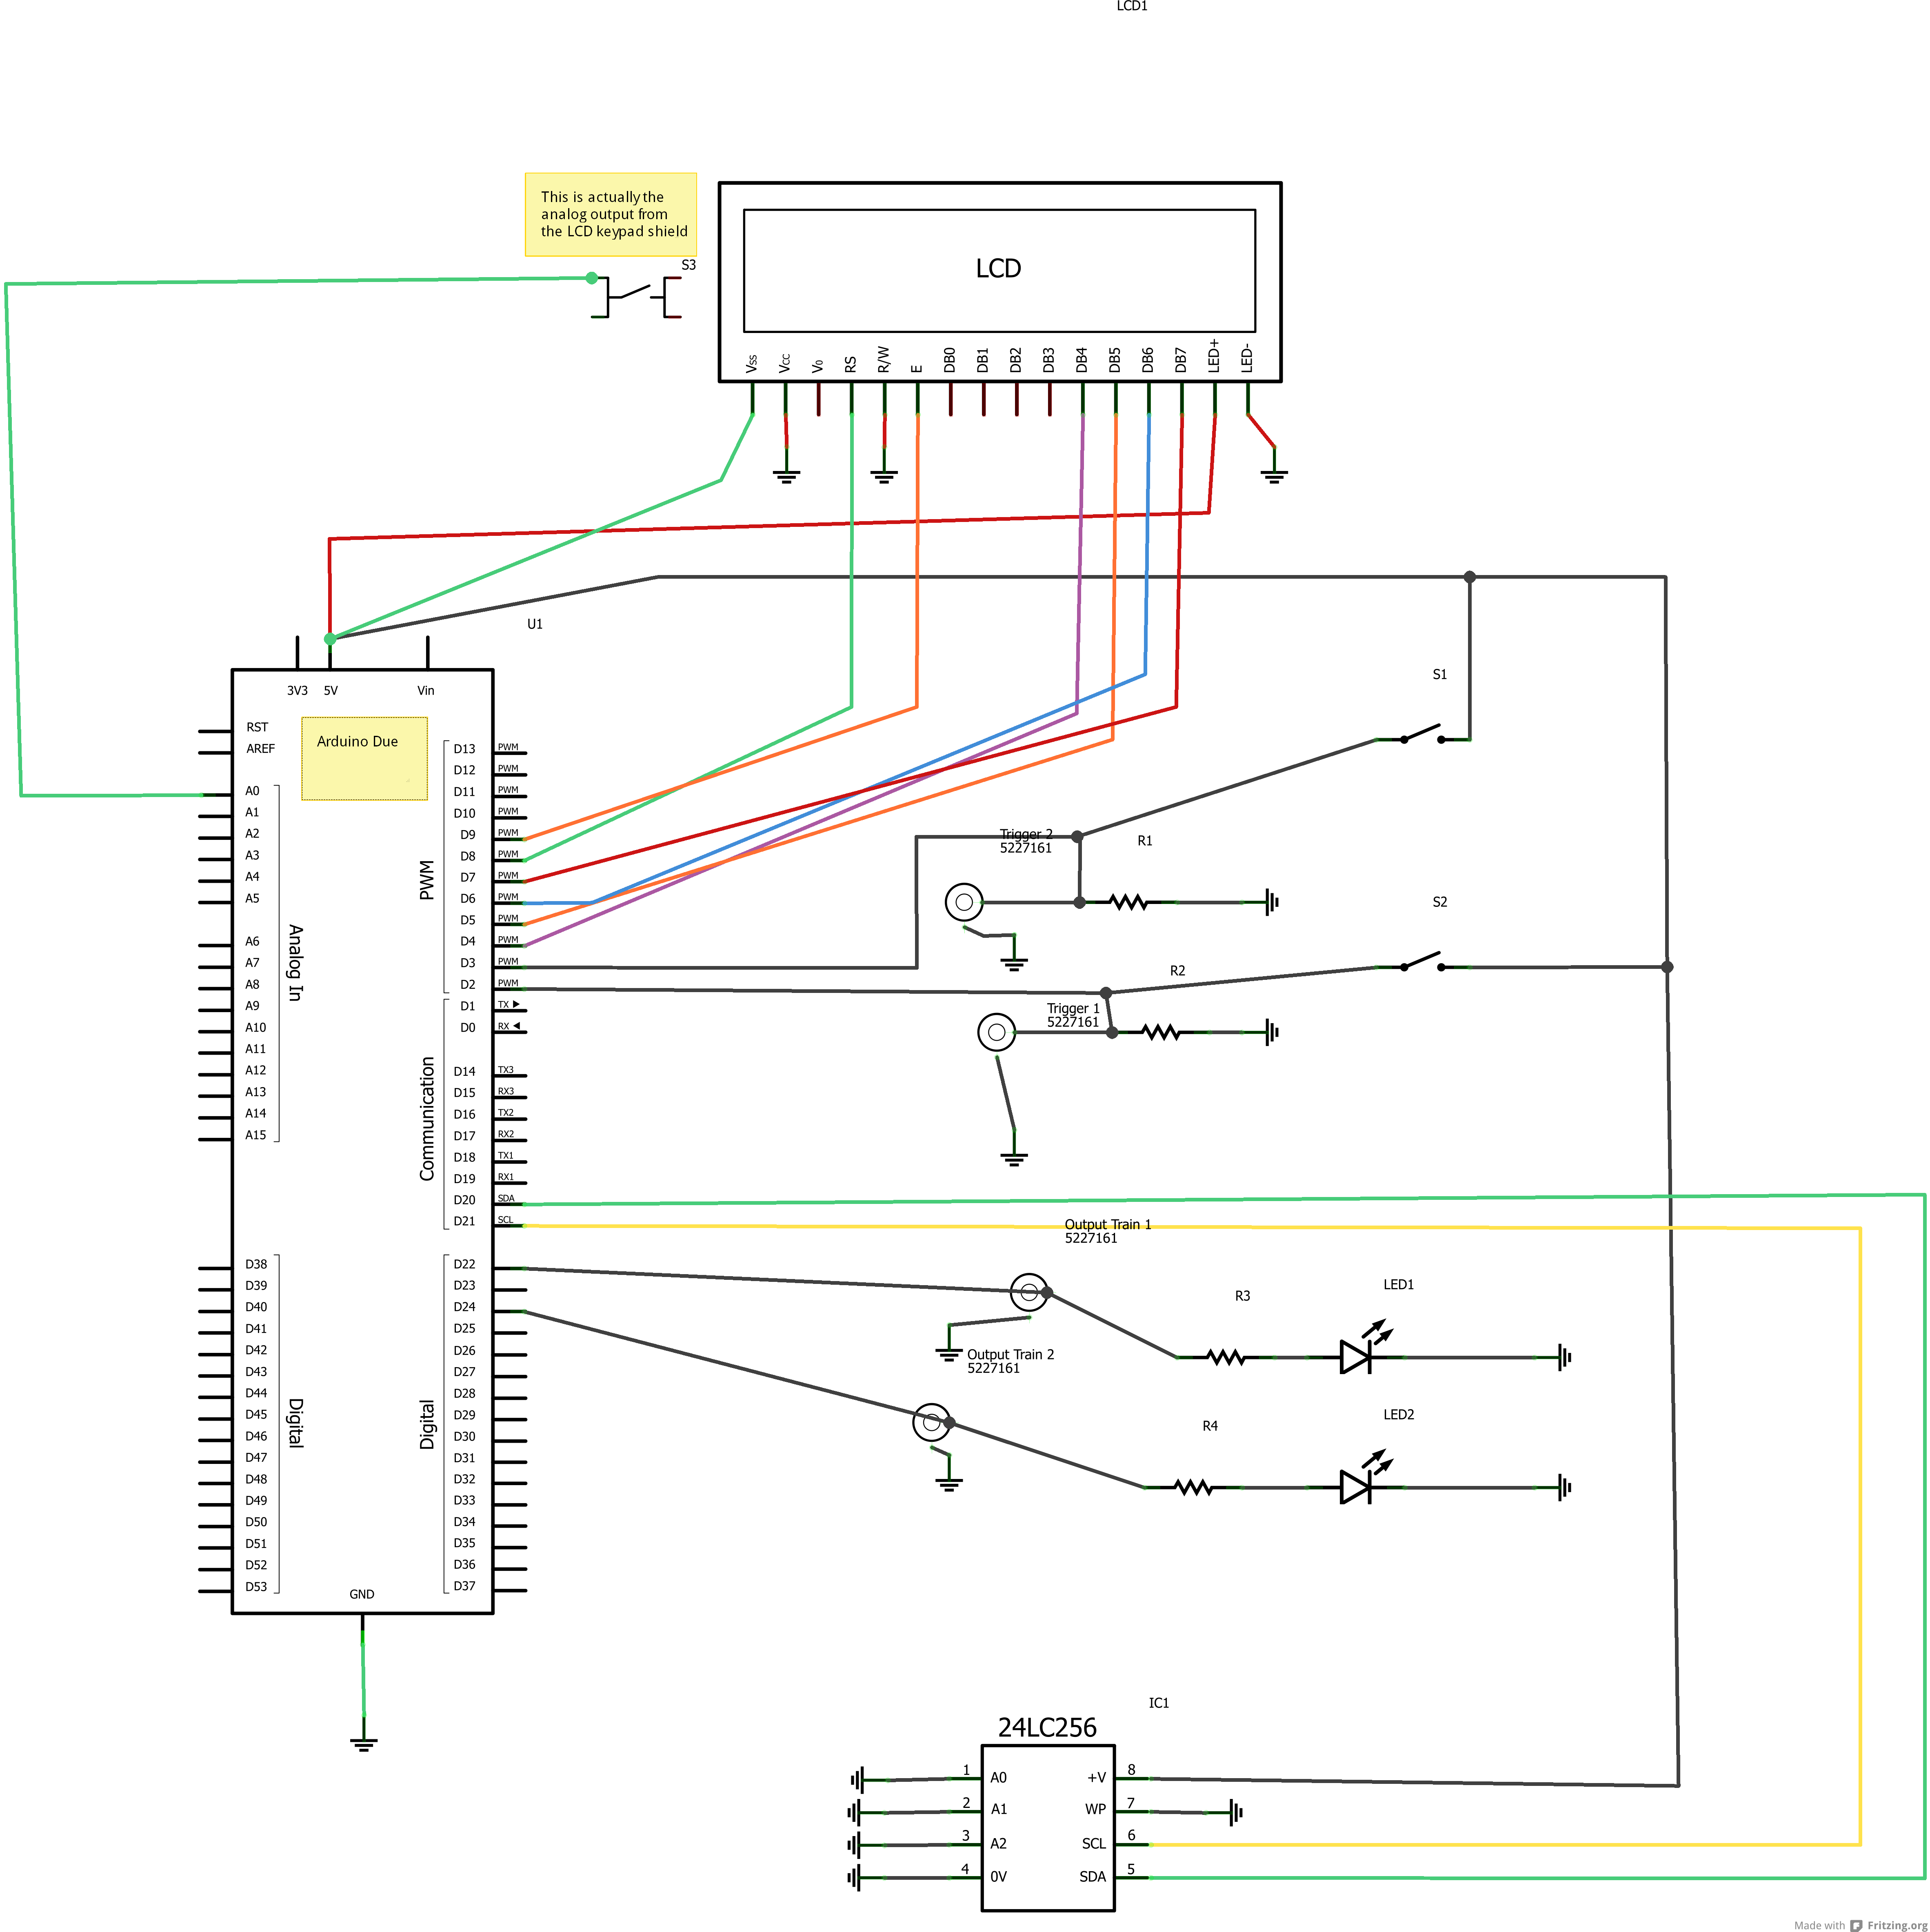 LCD1
This is actually the
analog output from
the LCD keypad shield
S3
LCD
VSS
VCC
V0
RS
R/W
E
DB0
DB1
DB2
DB3
DB4
DB5
DB6
DB7
LED+
LED-
U1
3V3
5V
Vin
Arduino Due
RST
AREF
A0
A1
A2
A3
A4
A5
A6
A7
A8
A9
A10
A11
A12
A13
A14
A15
Analog In
D38
D39
D40
D41
D42
D43
D44
D45
D46
D47
D48
D49
D50
D51
D52
D53
Digital
GND
PWM
D13 PWM
D12 PWM
D11 PWM
D10 PWM
D9 PWM
D8 PWM
D7 PWM
D6 PWM
D5 PWM
D4 PWM
D3 PWM
D2 PWM
Communication
D1 TX
D0 RX
D14 TX3
D15 RX3
D16 TX2
D17 RX2
D18 TX1
D19 RX1
D20 SDA
D21 SCL
Digital
D22
D23
D24
D25
D26
D27
D28
D29
D30
D31
D32
D33
D34
D35
D36
D37
S1
Trigger 2
5227161
R1
S2
R2
Trigger 1
5227161
Output Train 1
5227161
R3
LED1
Output Train 2
5227161
R4
LED2
IC1
24LC256
1 A0
2 A1
3 A2
4 0V
+V 8
WP 7
SCL 6
SDA 5
Made with Fritzing.org